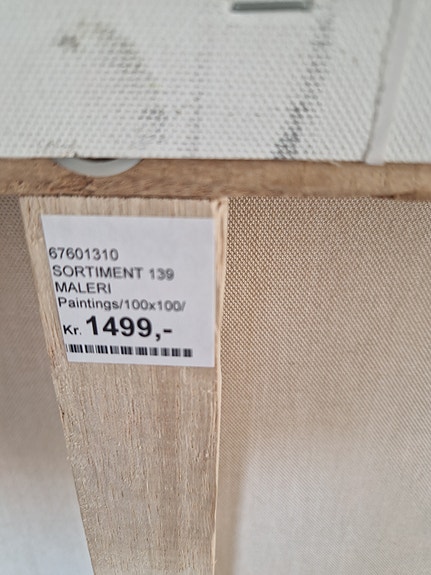 67601310
SORTIMENT 139
MALERI
Paintings/100x100/
Kr. 1499,-